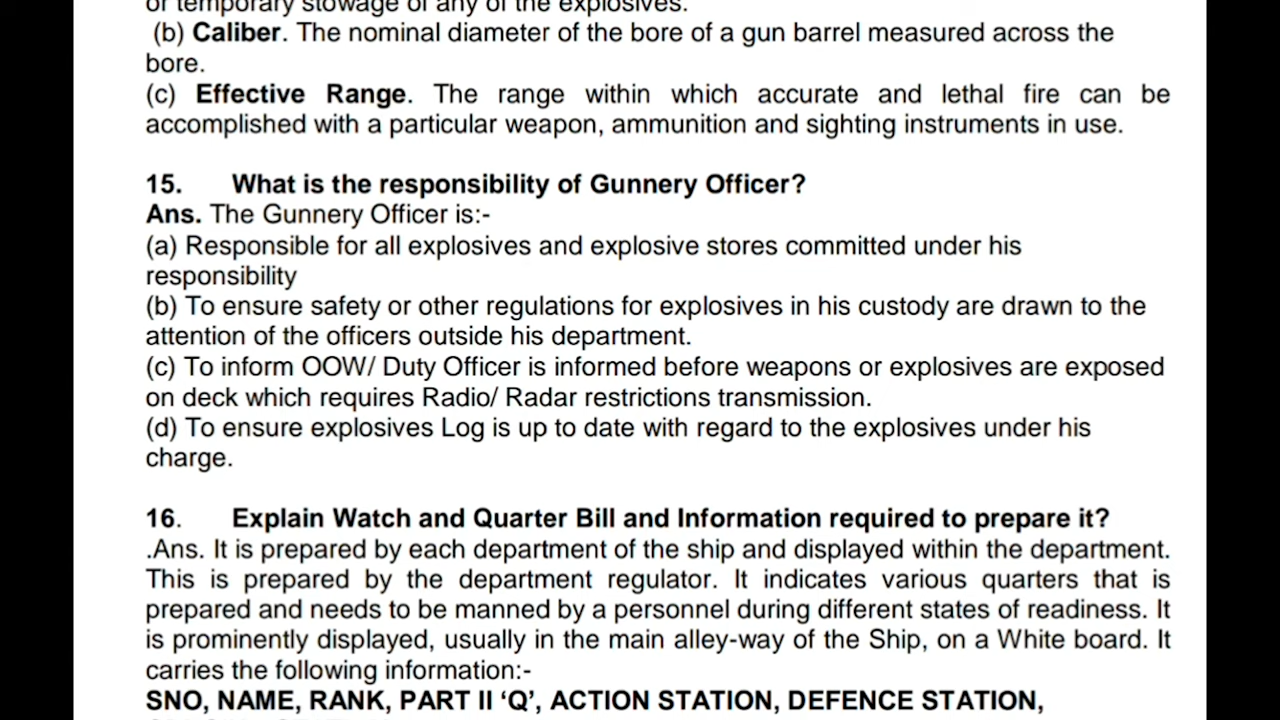 or temporary stowage of any of the explosives.
(b) Caliber. The nominal diameter of the bore of a gun barrel measured across the
bore.
(c) Effective Range. The range within which accurate and lethal fire can be
accomplished with a particular weapon, ammunition and sighting instruments in use.
15. What is the responsibility of Gunnery Officer?
Ans. The Gunnery Officer is:-
(a) Responsible for all explosives and explosive stores committed under his
responsibility
(b) To ensure safety or other regulations for explosives in his custody are drawn to the
attention of the officers outside his department.
(c) To inform OOW/ Duty Officer is informed before weapons or explosives are exposed
on deck which requires Radio/ Radar restrictions transmission.
(d) To ensure explosives Log is up to date with regard to the explosives under his
charge.
16. Explain Watch and Quarter Bill and Information required to prepare it?
.Ans. It is prepared by each department of the ship and displayed within the department.
This is prepared by the department regulator. It indicates various quarters that is
prepared and needs to be manned by a personnel during different states of readiness. It
is prominently displayed, usually in the main alley-way of the Ship, on a White board. It
carries the following information:-
SNO, NAME, RANK, PART II ‘Q’, ACTION STATION, DEFENCE STATION,